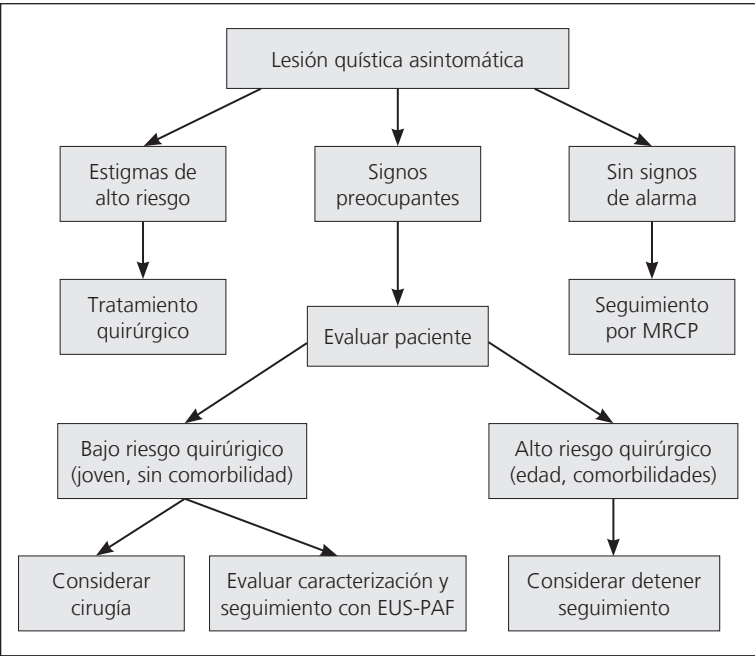 Lesión quística asintomática
Estigmas de
alto riesgo
Signos
preocupantes
Sin signos
de alarma
Tratamiento
quirúrgico
Seguimiento
por MRCP
Evaluar paciente
Bajo riesgo quirúrigico
(joven, sin comorbilidad)
Alto riesgo quirúrgico
(edad, comorbilidades)
Considerar
cirugía
Evaluar caracterización y
seguimiento con EUS-PAF
Considerar detener
seguimiento